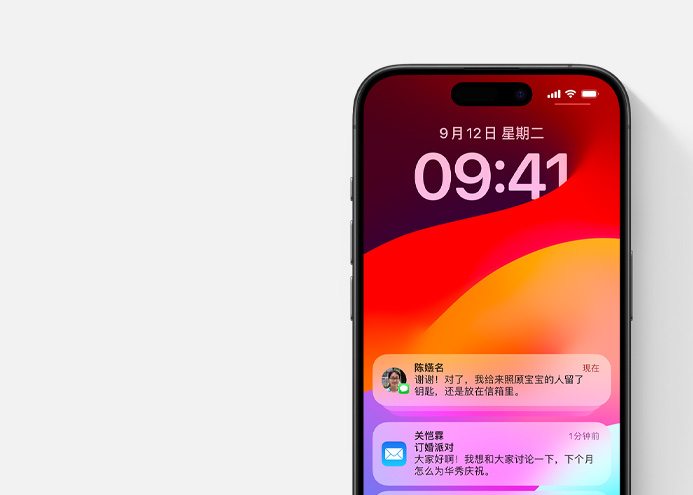 9月12日 星期二
09:41
陈嬿名
现在
谢谢！对了，我给来照顾宝宝的人留了
钥匙，还是放在信箱里。
关恺霖
1分钟前
订婚派对
大家好啊！我想和大家讨论一下，下个月
怎么为华秀庆祝。